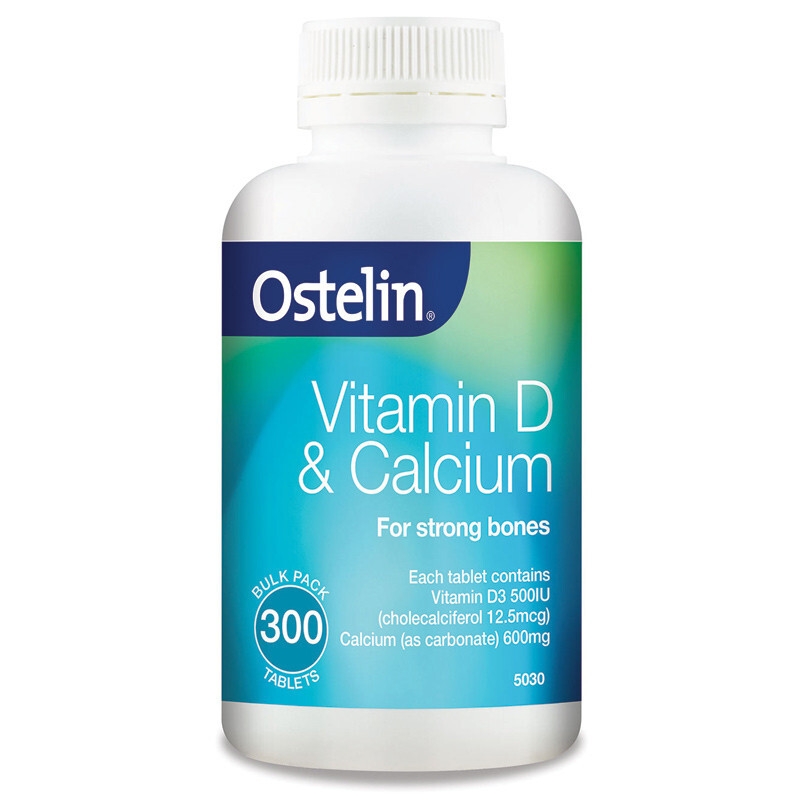 Ostelin®
Vitamin D
& Calcium
For strong bones
Each tablet contains
Vitamin D3 500IU
(cholecalciferol 12.5mcg)
Calcium (as carbonate) 600mg
BULK PACK
300
TABLETS
5030